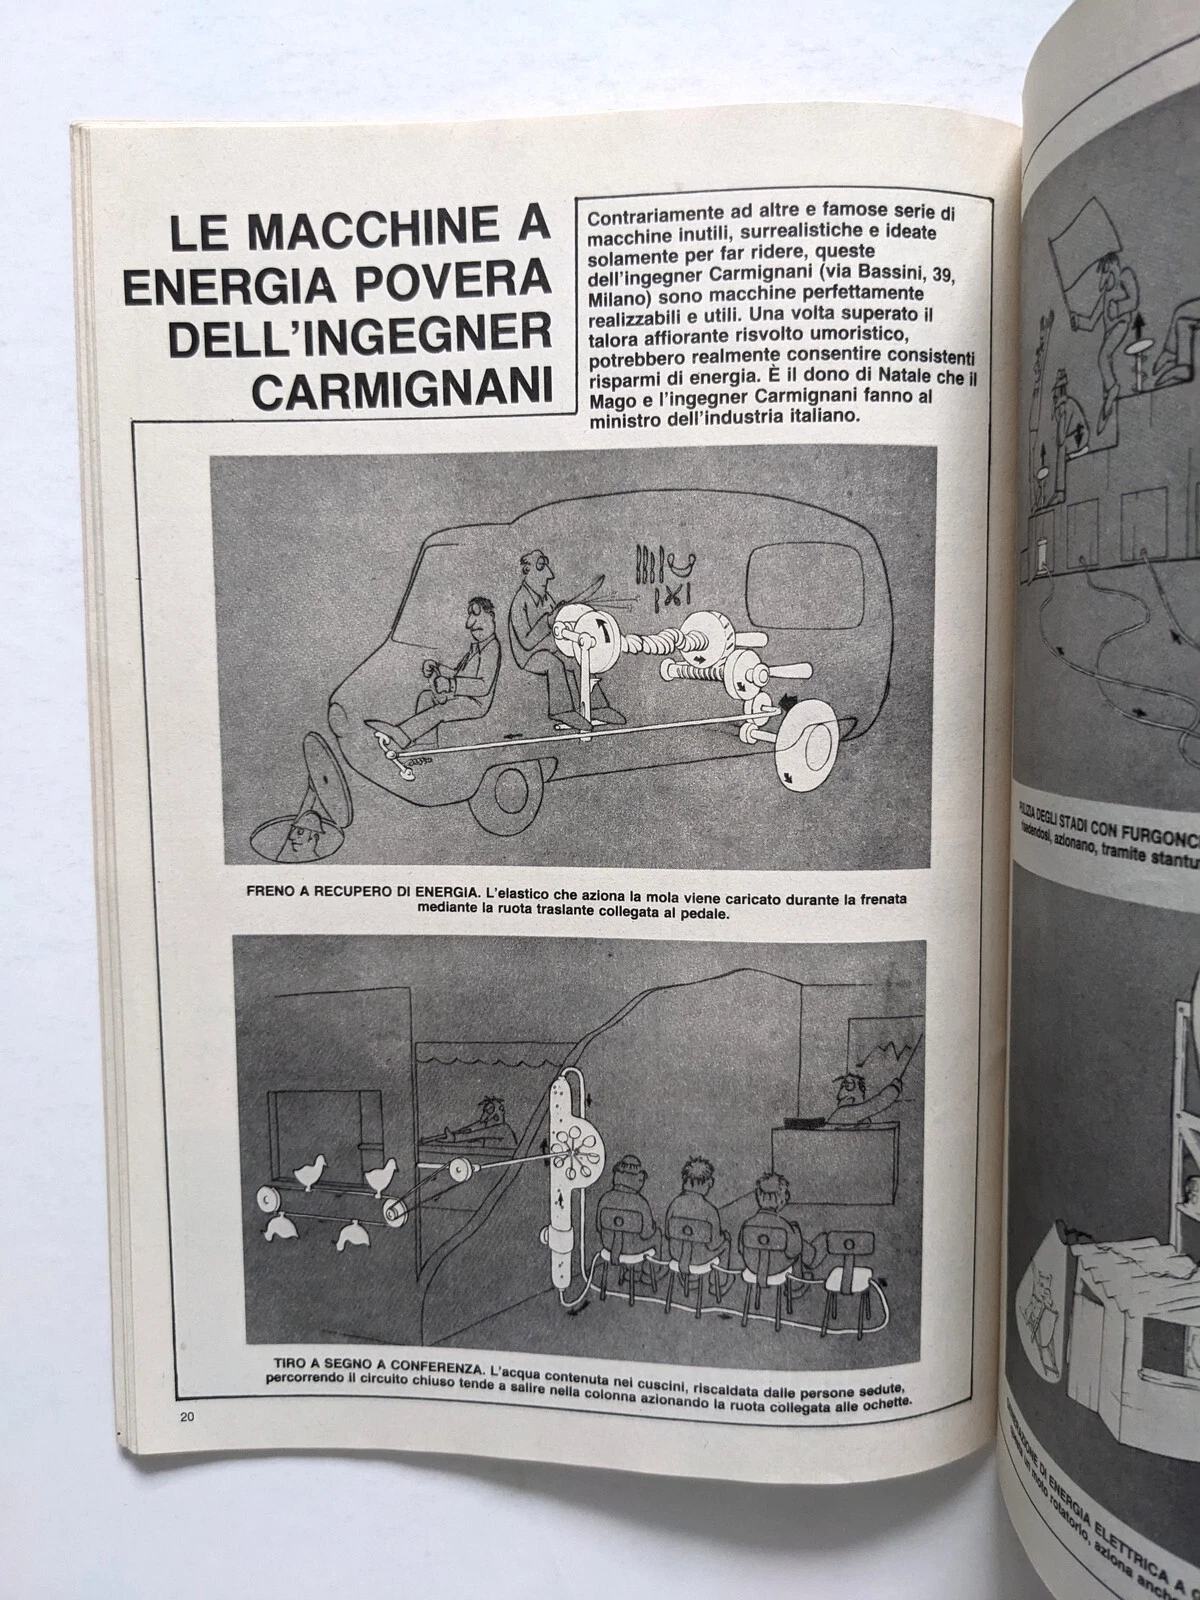 LE MACCHINE A
ENERGIA POVERA
DELL'INGEGNER
CARMIGNANI
Contrariamente ad altre e famose serie di
macchine inutili, surrealistiche e ideate
solamente per far ridere, queste
dell'ingegner Carmignani (via Bassini, 39,
Milano) sono macchine perfettamente
realizzabili e utili. Una volta superato il
talora affiorante risvolto umoristico,
potrebbero realmente consentire consistenti
risparmi di energia. È il dono di Natale che il
Mago e l'ingegner Carmignani fanno al
ministro dell'industria italiano.
FRENO A RECUPERO DI ENERGIA. L'elastico che aziona la mola viene caricato durante la frenata
mediante la ruota traslante collegata al pedale.
TIRO A SEGNO A CONFERENZA. L'acqua contenuta nei cuscini, riscaldata dalle persone sedute,
percorrendo il circuito chiuso tende a salire nella colonna azionando la ruota collegata alle ochette.
20
DEGLI STADI CON
azionano, tramite
DI ENERGIA ELETTRICA A
un moto rotatorio, aziona